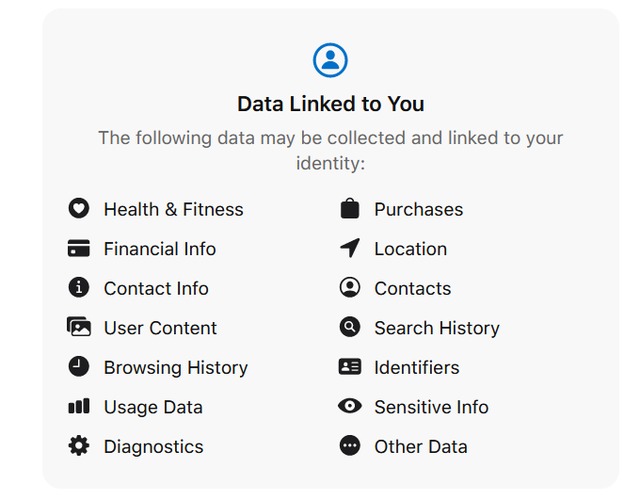 Data Linked to You
The following data may be collected and linked to your
identity:
Health & Fitness
Purchases
Financial Info
Location
Contact Info
Contacts
User Content
Search History
Browsing History
Identifiers
Usage Data
Sensitive Info
Diagnostics
Other Data